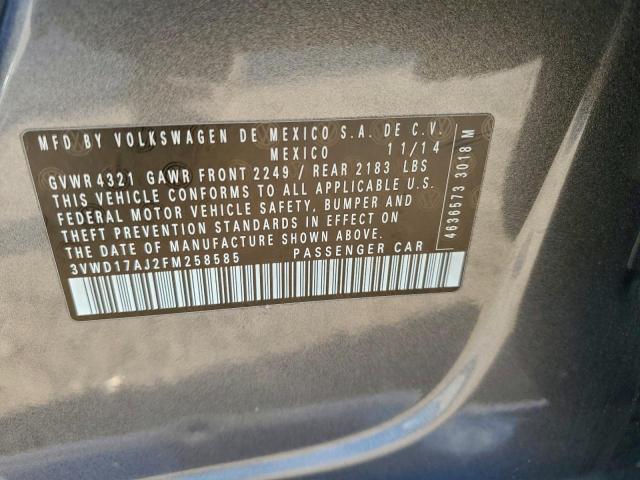 MFD BY VOLKSWAGEN DE MEXICO S.A. DE C.V.
MEXICO 11/14
GVWR 4321 GAWR FRONT 2249 / REAR 2183 LBS
THIS VEHICLE CONFORMS TO ALL APPLICABLE U.S.
FEDERAL MOTOR VEHICLE SAFETY, BUMPER AND
THEFT PREVENTION STANDARDS IN EFFECT ON
THE DATE OF MANUFACTURE SHOWN ABOVE.
3VWD17AJ2FM258585 PASSENGER CAR
4636573 3018 M